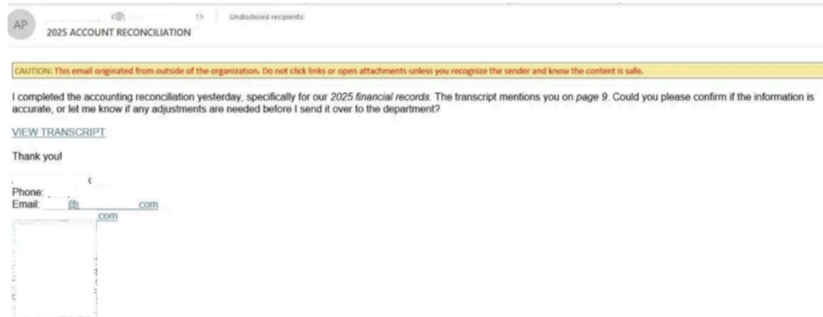 AP
Undisclosed recipients
2025 ACCOUNT RECONCILIATION
CAUTION: This email originated from outside of the organization. Do not click links or open attachments unless you recognize the sender and know the content is safe.
I completed the accounting reconciliation yesterday, specifically for our 2025 financial records. The transcript mentions you on page 9. Could you please confirm if the information is
accurate, or let me know if any adjustments are needed before I send it over to the department?
VIEW TRANSCRIPT
Thank you!
Phone:
Email: @ com
com